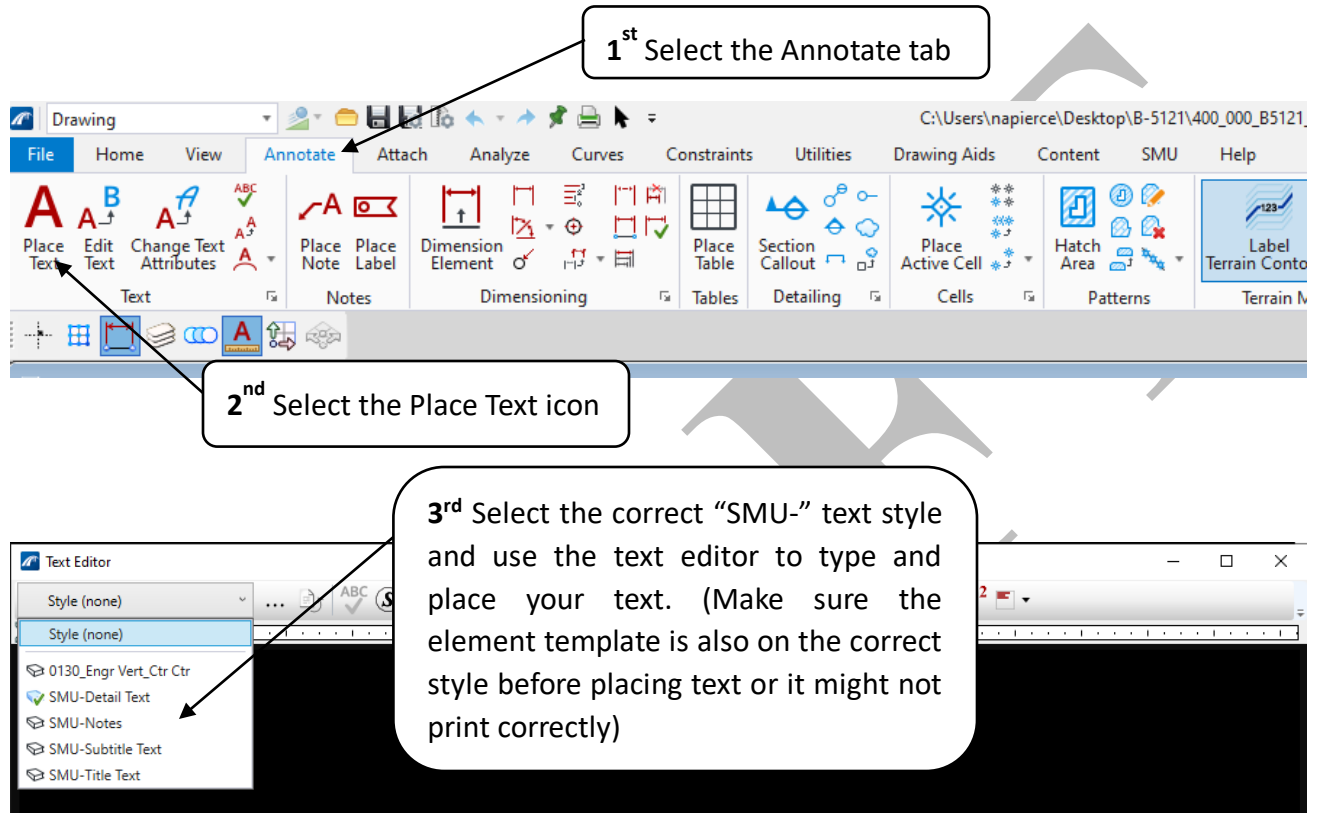 1st Select the Annotate tab
Drawing
C:\Users\napierce\Desktop\B-5121\400_000_B5121_
File Home View Annotate Attach Analyze Curves Constraints Utilities Drawing Aids Content SMU Help
Place Text
Edit Text
Change Text Attributes
ABC
Place Note
Place Label
Dimension Element
Place Table
Section Callout
Place Active Cell
Hatch Area
123
Label
Terrain Conto
Text Notes Dimensioning Tables Detailing Cells Patterns Terrain M
2nd Select the Place Text icon
3rd Select the correct “SMU-” text style
and use the text editor to type and
place your text. (Make sure the
element template is also on the correct
style before placing text or it might not
print correctly)
Text Editor
Style (none)
ABC
Style (none)
0130_Engr Vert_Ctr Ctr
SMU-Detail Text
SMU-Notes
SMU-Subtitle Text
SMU-Title Text